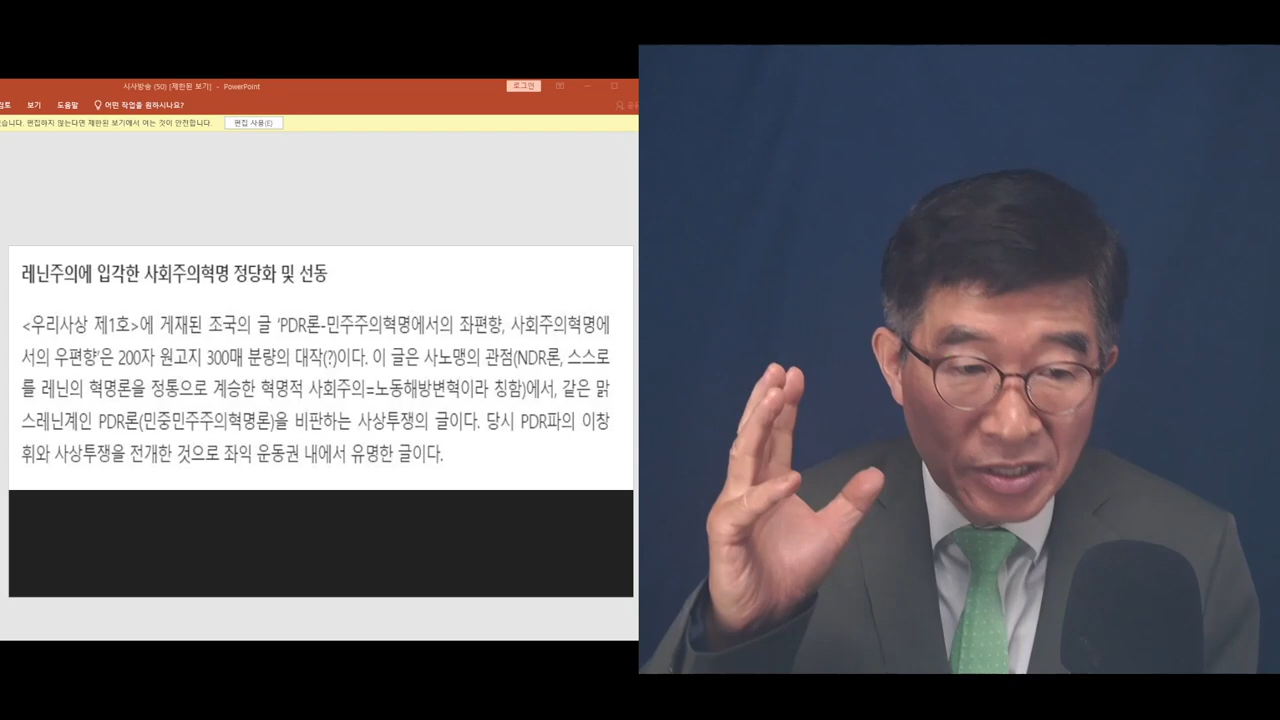 시사방송 (50) [제한된 보기] - PowerPoint
로그인
보기 도움말 어떤 작업을 원하시나요?
편집하지 않는다면 제한된 보기에서 여는 것이 안전합니다. 편집 사용(E)
레닌주의에 입각한 사회주의혁명 정당화 및 선동
<우리사상 제1호>에 게재된 조국의 글 'PDR론-민주주의혁명에서의 좌편향, 사회주의혁명에
서의 우편향'은 200자 원고지 300매 분량의 대작(?)이다. 이 글은 사노맹의 관점(NDR론, 스스로
를 레닌의 혁명론을 정통으로 계승한 혁명적 사회주의=노동해방변혁이라 칭함)에서, 같은 맑
스레닌계인 PDR론(민중민주주의혁명론)을 비판하는 사상투쟁의 글이다. 당시 PDR파의 이창
휘와 사상투쟁을 전개한 것으로 좌익 운동권 내에서 유명한 글이다.